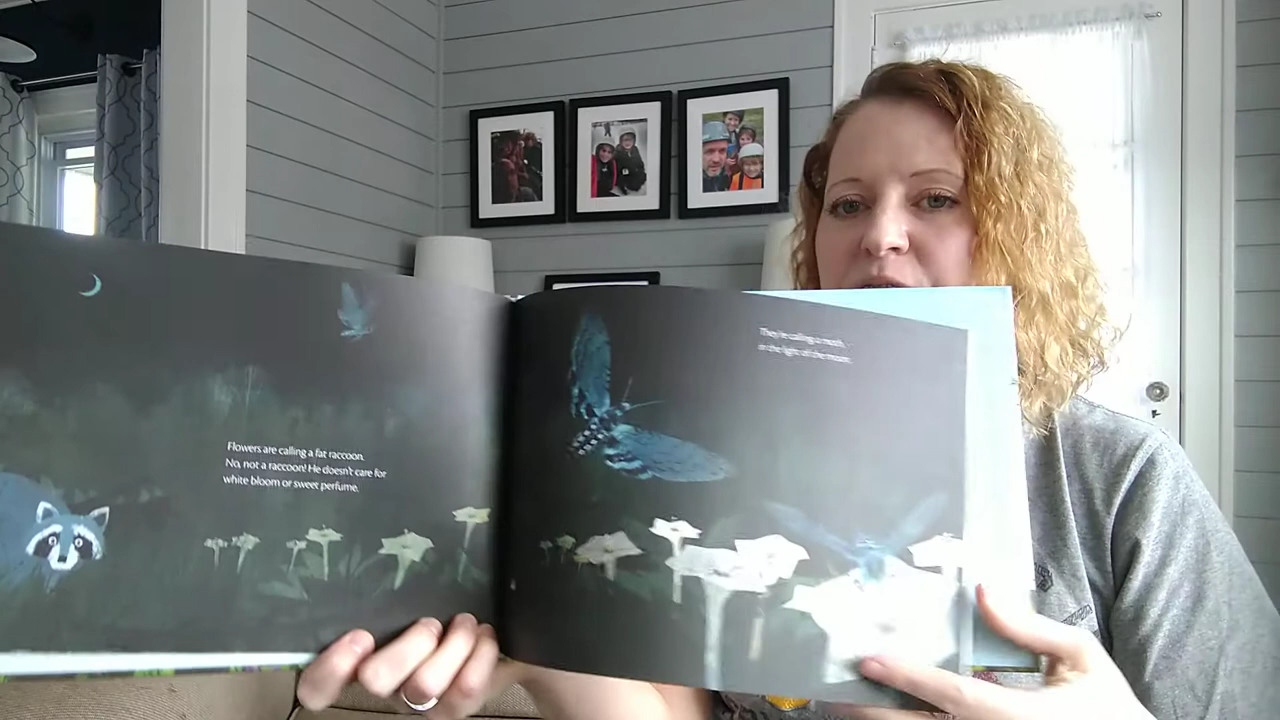 Flowers are calling a fat raccoon.
No, not a raccoon! He doesn't care for
white bloom or sweet perfume.
They're calling a moth,
in the light of the moon.